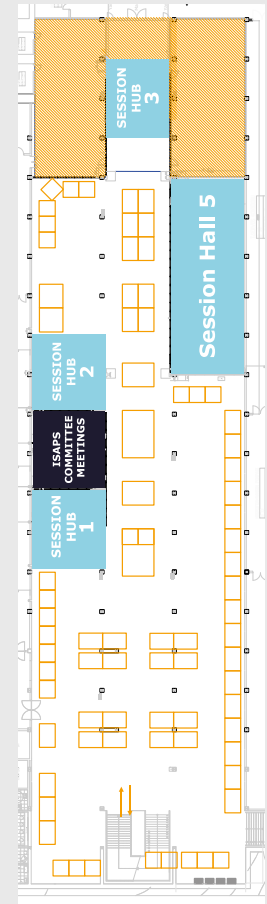 SESSION
HUB
3
Session Hall 5
SESSION
HUB
2
ISAPS
COMMITTEE
MEETINGS
SESSION
HUB
1